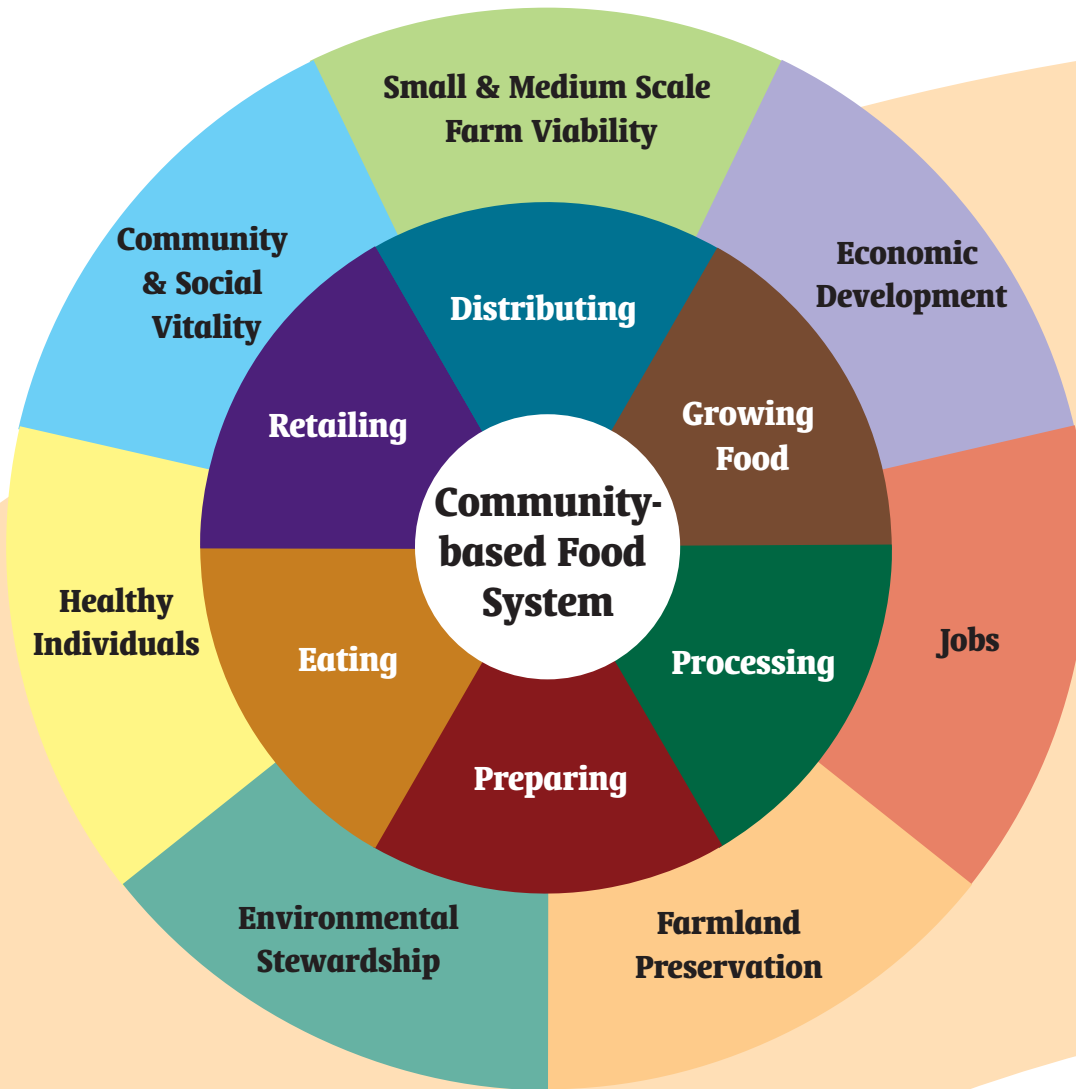 Small & Medium Scale
Farm Viability
Economic
Development
Jobs
Farmland
Preservation
Environmental
Stewardship
Healthy
Individuals
Community
& Social
Vitality
Distributing
Growing
Food
Processing
Preparing
Eating
Retailing
Community-
based Food
System